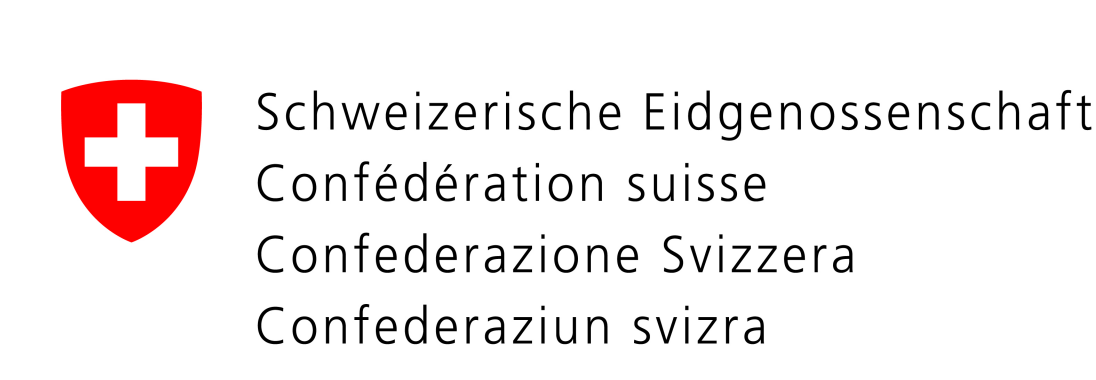 Schweizerische Eidgenossenschaft
Confédération suisse
Confederazione Svizzera
Confederaziun svizra